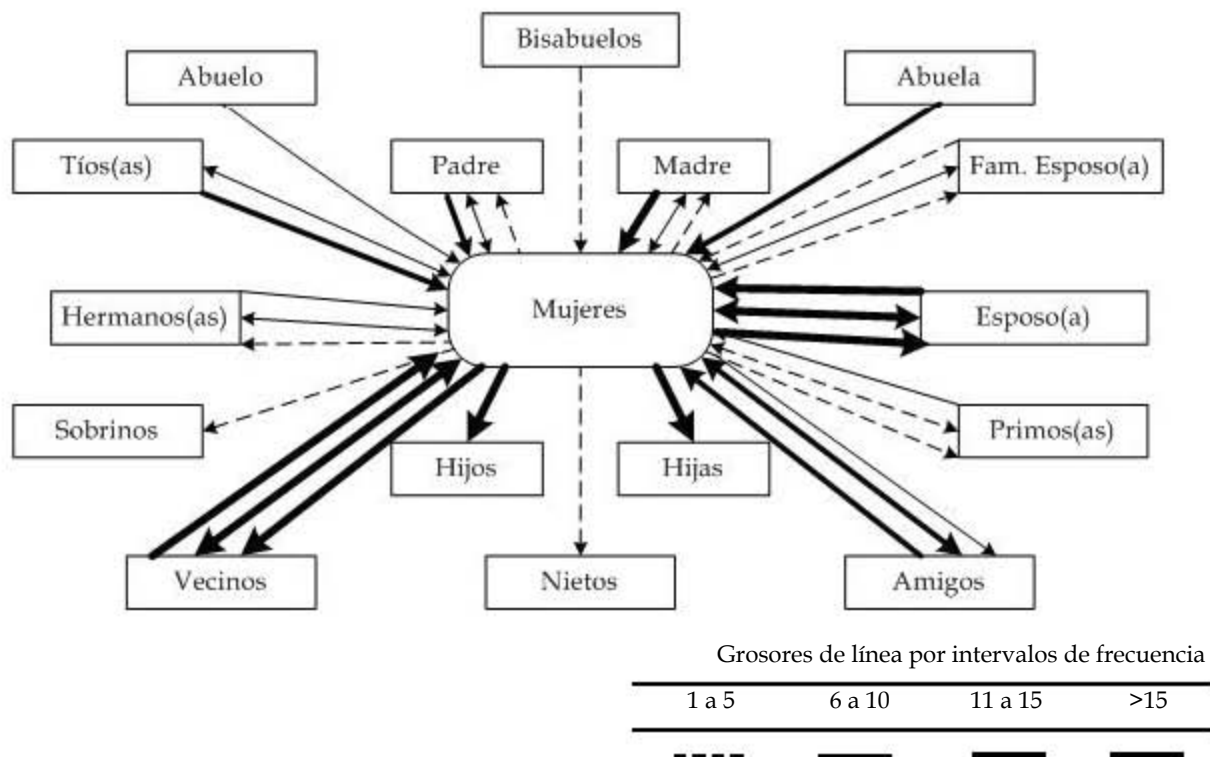 Bisabuelos
Abuelo
Abuela
Tíos(as)
Padre
Madre
Fam. Esposo(a)
Hermanos(as)
Mujeres
Esposo(a)
Sobrinos
Hijos
Hijas
Primos(as)
Vecinos
Nietos
Amigos
Grosores de línea por intervalos de frecuencia
1 a 5 6 a 10 11 a 15 >15